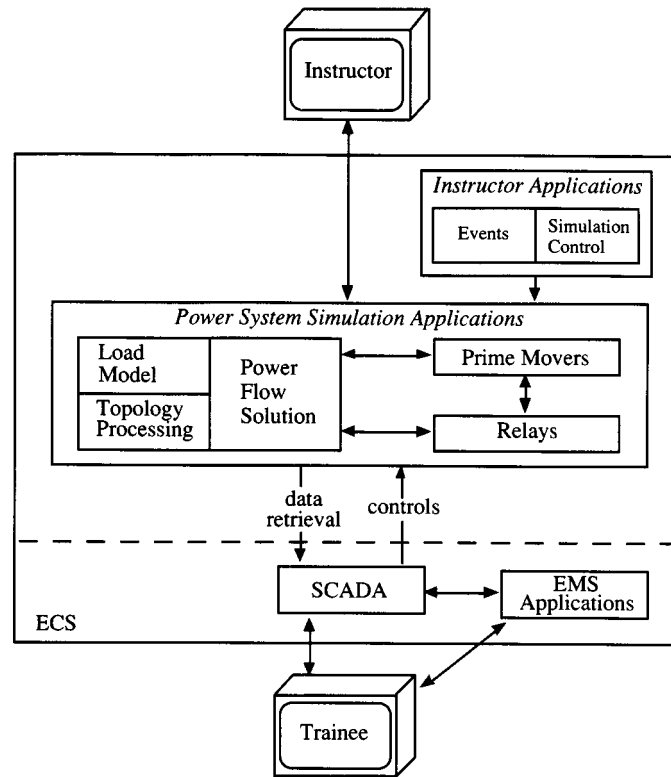 Instructor
Instructor Applications
Events
Simulation
Control
Power System Simulation Applications
Load
Model
Topology
Processing
Power
Flow
Solution
Prime Movers
Relays
data
retrieval
controls
SCADA
EMS
Applications
ECS
Trainee